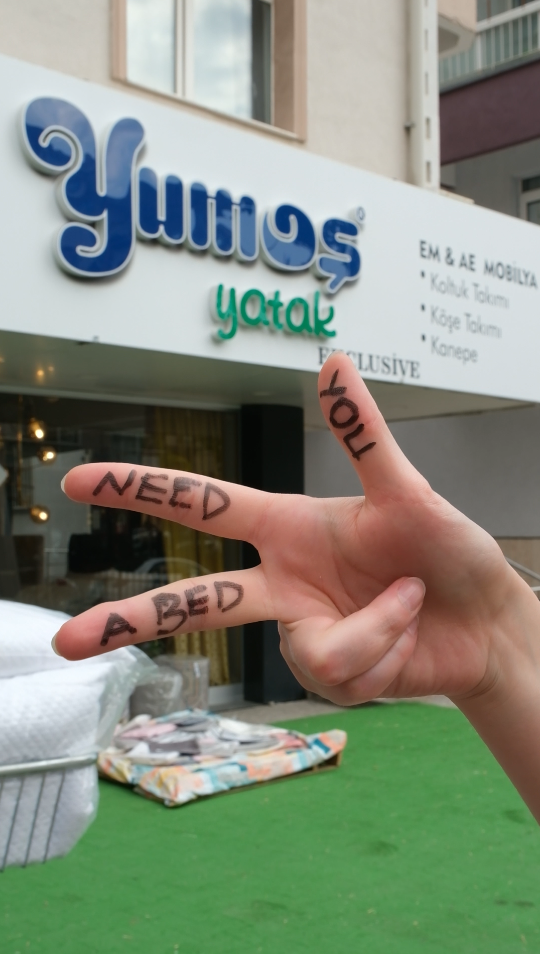 Yumoş
yatak
EXCLUSİVE
EM & AE MOBİLYA
• Koltuk Takımı
• Köşe Takımı
• Kanepe
YOU
NEED
A BED